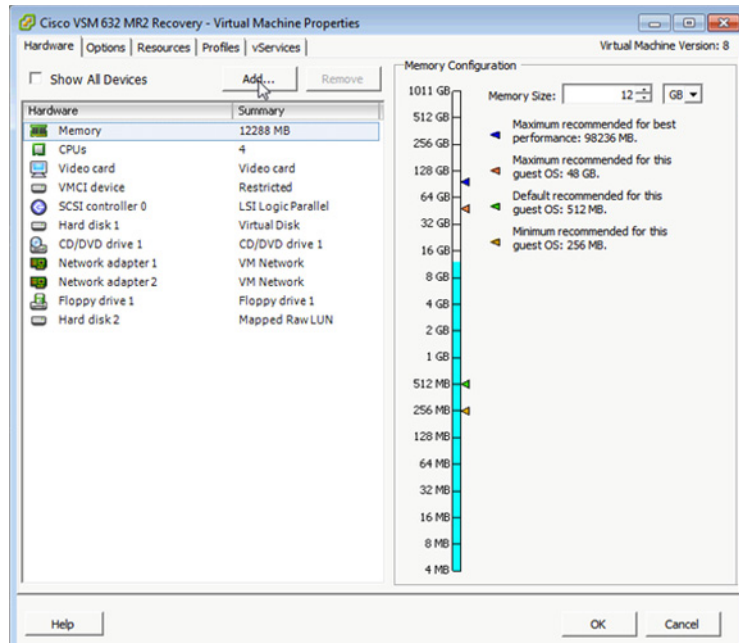 Cisco VSM 632 MR2 Recovery - Virtual Machine Properties
Hardware Options Resources Profiles vServices
Virtual Machine Version: 8
Show All Devices
Add...
Remove
Hardware Summary
Memory 12288 MB
CPUs 4
Video card Video card
VMCI device Restricted
SCSI controller 0 LSI Logic Parallel
Hard disk 1 Virtual Disk
CD/DVD drive 1 CD/DVD drive 1
Network adapter 1 VM Network
Network adapter 2 VM Network
Floppy drive 1 Floppy drive 1
Hard disk 2 Mapped Raw LUN
Memory Configuration
Memory Size: 12 GB
1011 GB
512 GB
256 GB
128 GB
64 GB
32 GB
16 GB
8 GB
4 GB
2 GB
1 GB
512 MB
256 MB
128 MB
64 MB
32 MB
16 MB
8 MB
4 MB
Maximum recommended for best
performance: 98236 MB.
Maximum recommended for this
guest OS: 48 GB.
Default recommended for this
guest OS: 512 MB.
Minimum recommended for this
guest OS: 256 MB.
Help
OK
Cancel